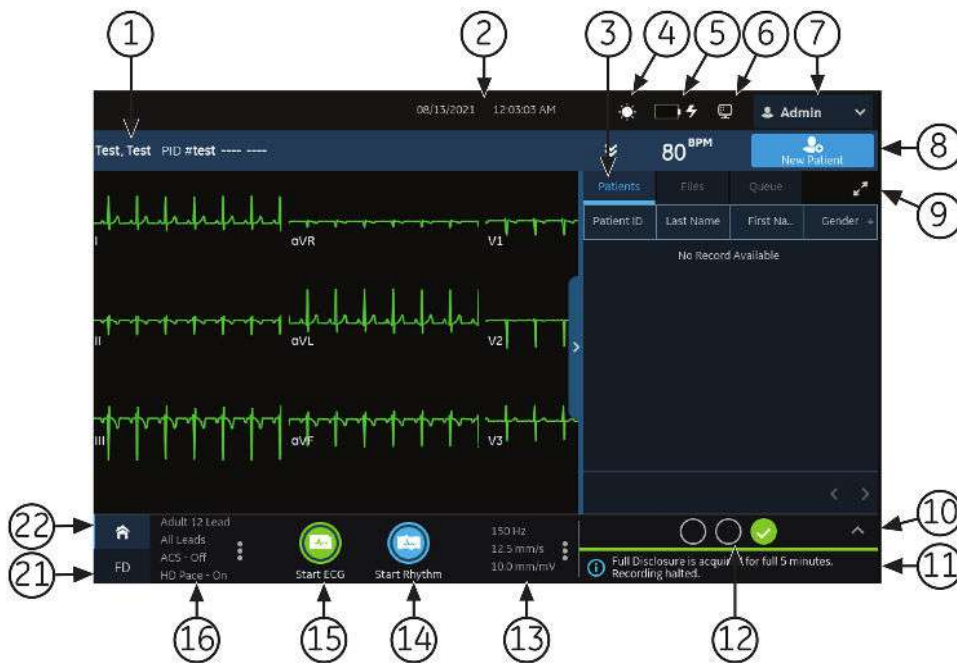 1 2 3 4 5 6 7
08/13/2021 12:03:03 AM
Admin
Test, Test PID #test ---- ----
80 BPM
New Patient
8
Patients Files Queue
9
Patient ID Last Name First Na.. Gender
No Record Available
I aVR V1
II aVL V2
III aVF V3
22
Adult 12 Lead
All Leads
ACS - Off
HD Pace - On
FD
21
Start ECG
Start Rhythm
150 Hz
12.5 mm/s
10.0 mm/mV
10
Full Disclosure is acquired for full 5 minutes.
Recording halted.
11
16 15 14 13 12